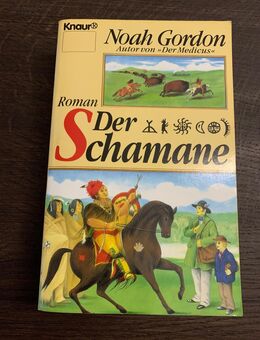 Knaur
Noah Gordon
Autor von »Der Medicus«
Roman
Der
Schamane